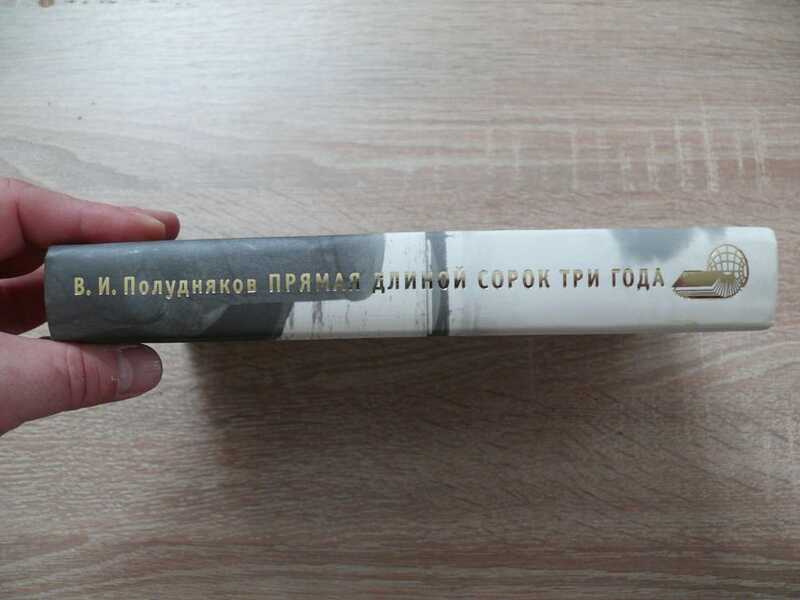 В. И. Полудняков ПРЯМАЯ ДЛИНОЙ СОРОК ТРИ ГОДА